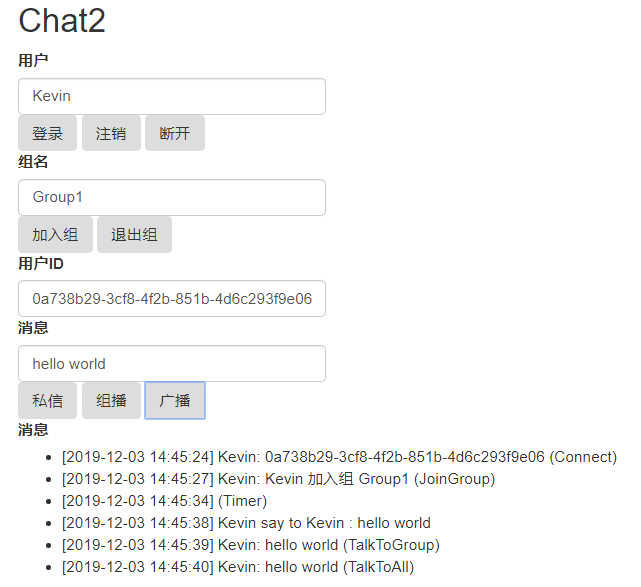 Chat2
用户
Kevin
登录 注销 断开
组名
Group1
加入组 退出组
用户ID
0a738b29-3cf8-4f2b-851b-4d6c293f9e06
消息
hello world
私信 组播 广播
消息
[2019-12-03 14:45:24] Kevin: 0a738b29-3cf8-4f2b-851b-4d6c293f9e06 (Connect)
[2019-12-03 14:45:27] Kevin: Kevin 加入组 Group1 (JoinGroup)
[2019-12-03 14:45:34] (Timer)
[2019-12-03 14:45:38] Kevin say to Kevin : hello world
[2019-12-03 14:45:39] Kevin: hello world (TalkToGroup)
[2019-12-03 14:45:40] Kevin: hello world (TalkToAll)